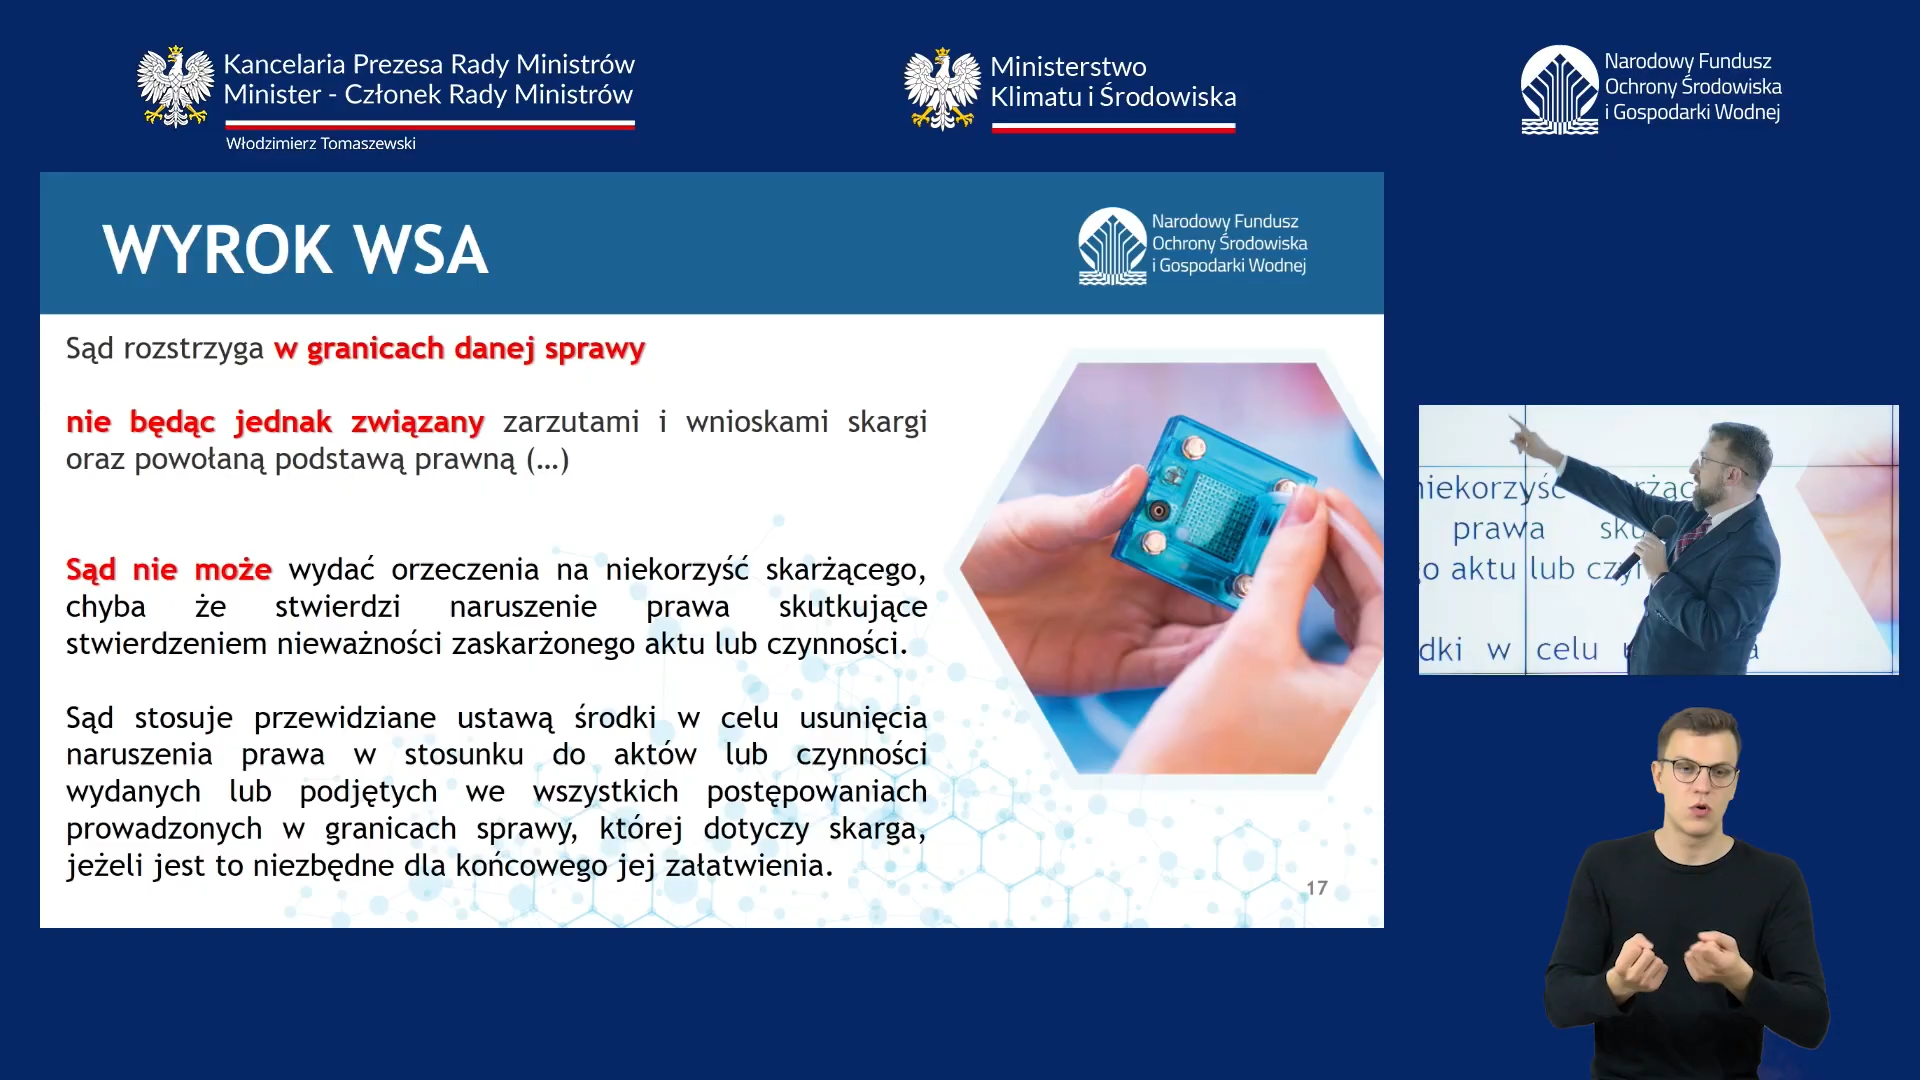 Kancelaria Prezesa Rady Ministrów
Minister - Członek Rady Ministrów
Włodzimierz Tomaszewski
Ministerstwo
Klimatu i Środowiska
Narodowy Fundusz
Ochrony Środowiska
i Gospodarki Wodnej
WYROK WSA
Narodowy Fundusz
Ochrony Środowiska
i Gospodarki Wodnej
Sąd rozstrzyga w granicach danej sprawy
nie będąc jednak związany zarzutami i wnioskami skargi
oraz powołaną podstawą prawną (...)
Sąd nie może wydać orzeczenia na niekorzyść skarżącego,
chyba że stwierdzi naruszenie prawa skutkujące
stwierdzeniem nieważności zaskarżonego aktu lub czynności.
Sąd stosuje przewidziane ustawą środki w celu usunięcia
naruszenia prawa w stosunku do aktów lub czynności
wydanych lub podjętych we wszystkich postępowaniach
prowadzonych w granicach sprawy, której dotyczy skarga,
jeżeli jest to niezbędne dla końcowego jej załatwienia.
17
prawa
aktu lub
w celu